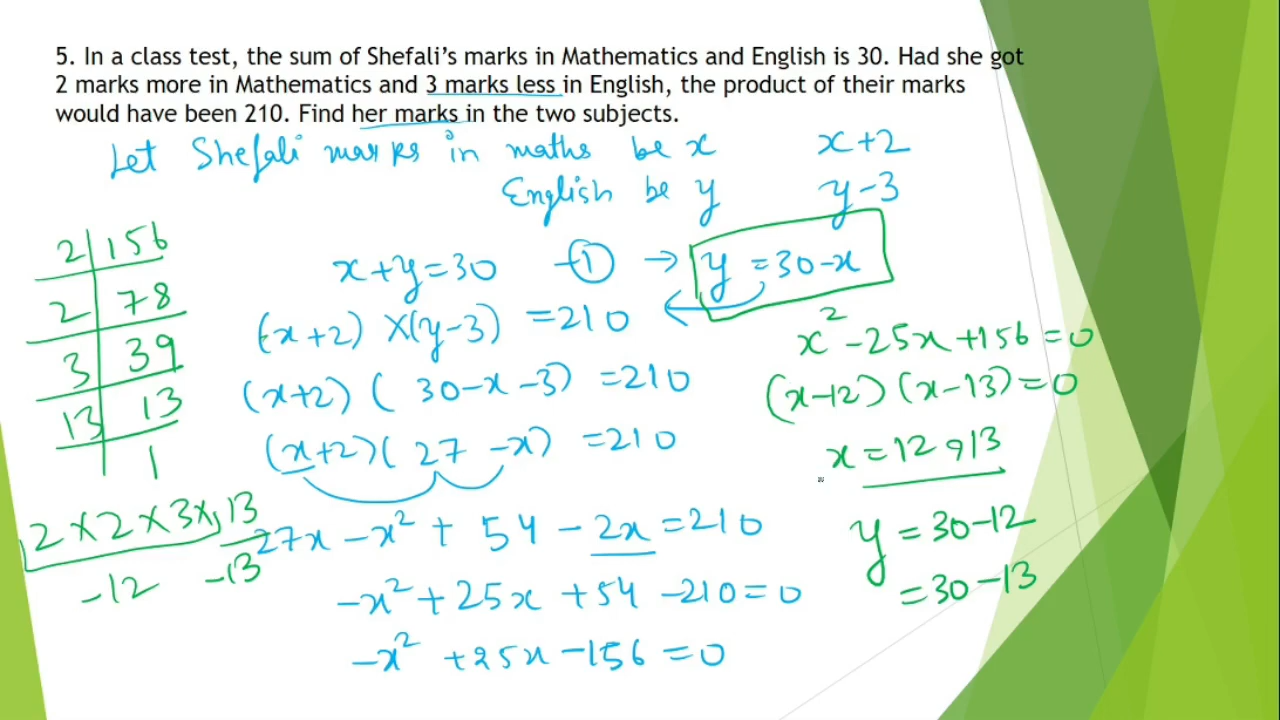 5. In a class test, the sum of Shefali's marks in Mathematics and English is 30. Had she got
2 marks more in Mathematics and 3 marks less in English, the product of their marks
would have been 210. Find her marks in the two subjects.
Let Shefali marks in maths be x
x+2
English be y
y-3
x+y=30 -① → y=30-x
(x+2) x(y-3) =210 ←
(x+2) ( 30-x-3) =210
(x+2)( 27 -x) =210
27x -x² + 54 - 2x =210
-x² +25x +54 -210=0
-x² +25x -156 =0
2|156
2|78
3|39
13|13
|1
2x2x3x,13
-12 -13
x²-25x+156=0
(x-12)(x-13)=0
x=12,13
y=30-12
=30-13